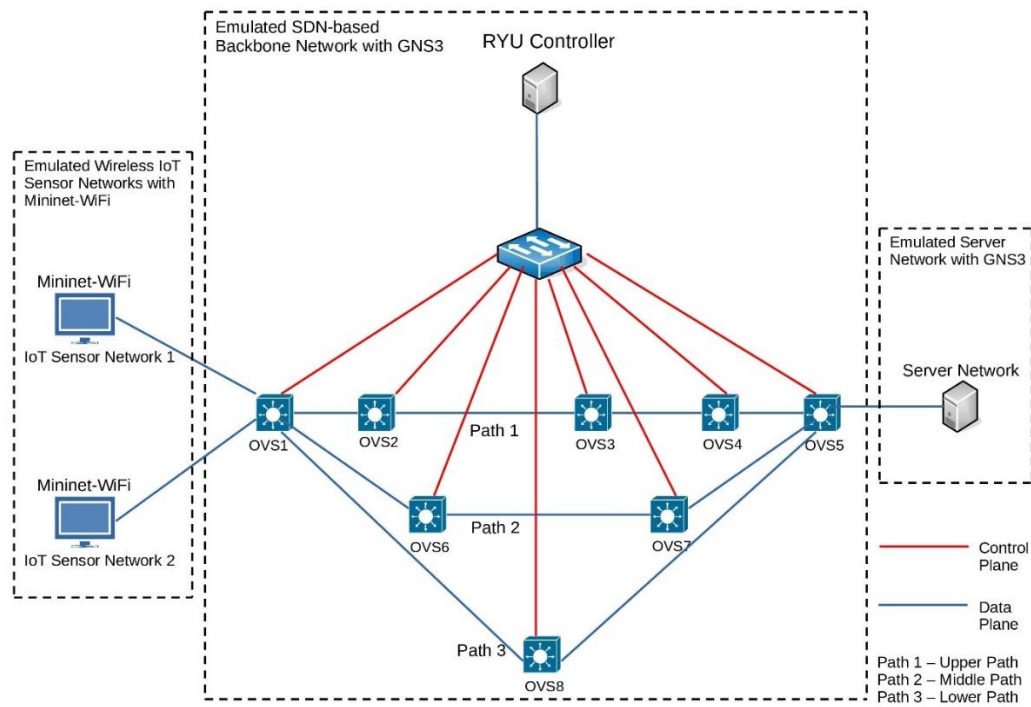 Emulated SDN-based
Backbone Network with GNS3
RYU Controller
Emulated Wireless IoT
Sensor Networks with
Mininet-WiFi
Emulated Server
Network with GNS3
Mininet-WiFi
IoT Sensor Network 1
Server Network
OVS1
OVS2
Path 1
OVS3
OVS4
OVS5
Mininet-WiFi
IoT Sensor Network 2
OVS6
Path 2
OVS7
Control
Plane
Data
Plane
Path 3
OVS8
Path 1 – Upper Path
Path 2 – Middle Path
Path 3 – Lower Path